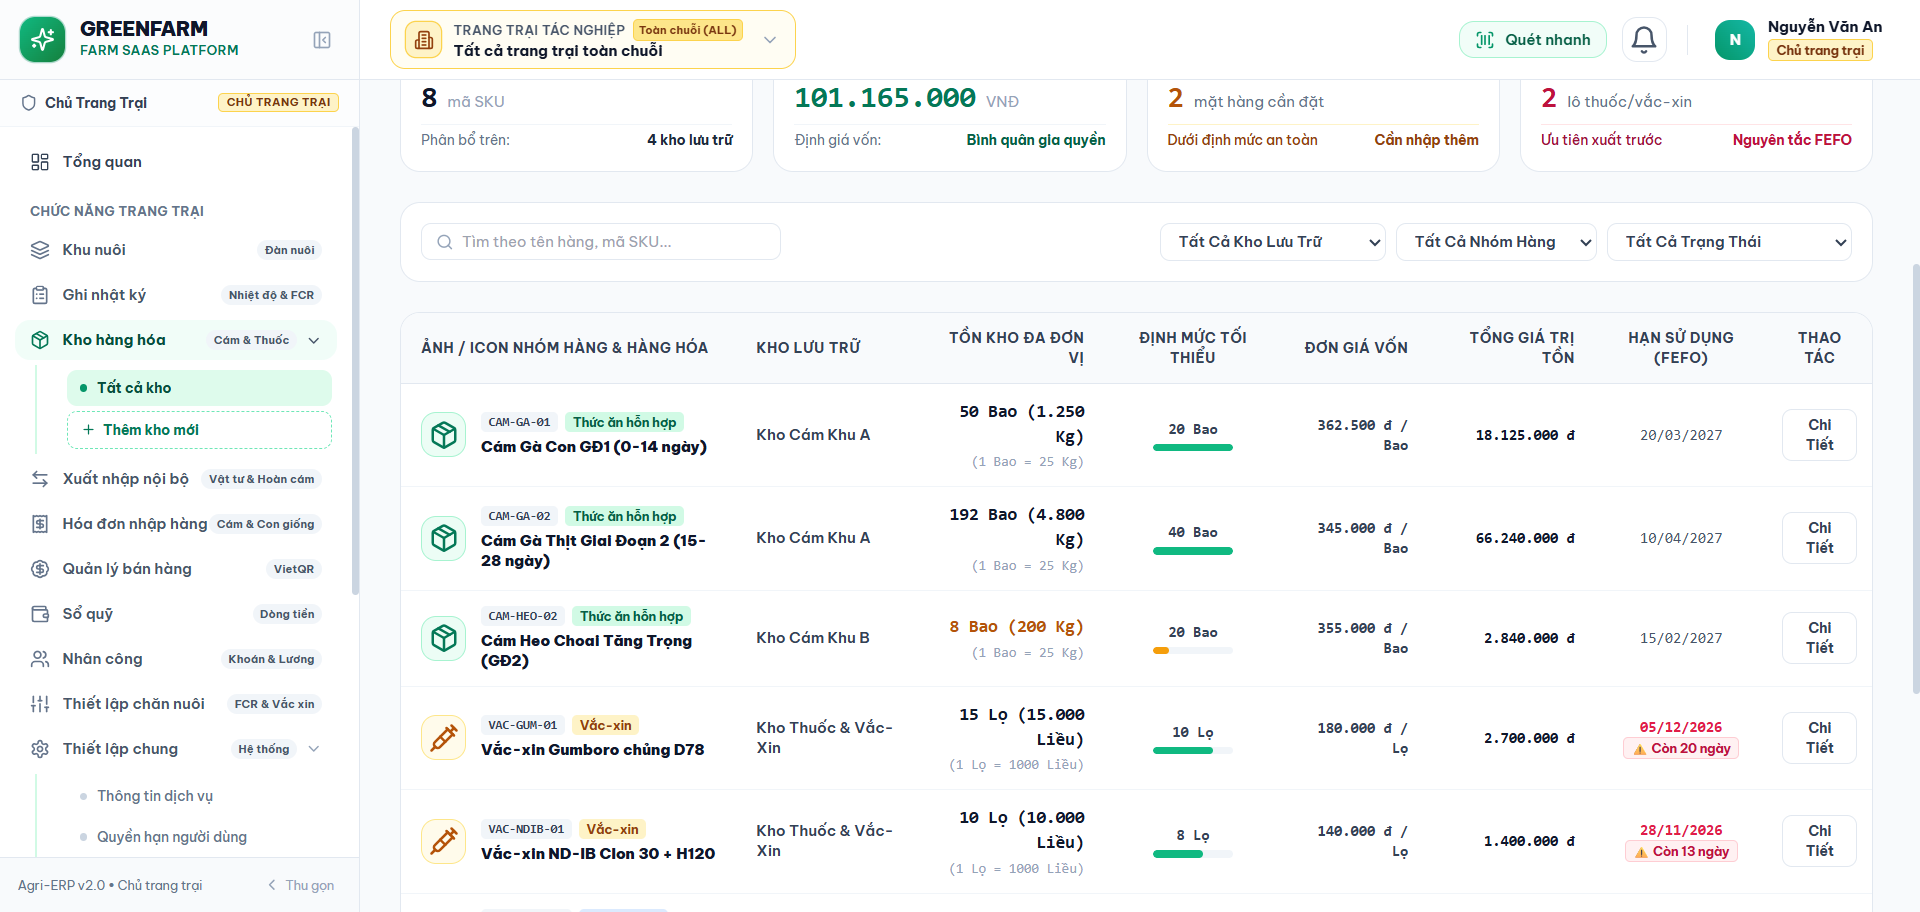 GREENFARM
FARM SAAS PLATFORM
TRANG TRẠI TÁC NGHIỆP Toàn chuỗi (ALL)
Tất cả trang trại toàn chuỗi
Quét nhanh
N
Nguyễn Văn An
Chủ trang trại
Chủ Trang Trại CHỦ TRANG TRẠI
Tổng quan
CHỨC NĂNG TRANG TRẠI
Khu nuôi Đàn nuôi
Ghi nhật ký Nhiệt độ & FCR
Kho hàng hóa Cám & Thuốc
Tất cả kho
+ Thêm kho mới
Xuất nhập nội bộ Vật tư & Hoàn cám
Hóa đơn nhập hàng Cám & Con giống
Quản lý bán hàng VietQR
Sổ quỹ Dòng tiền
Nhân công Khoán & Lương
Thiết lập chăn nuôi FCR & Vắc xin
Thiết lập chung Hệ thống
Thông tin dịch vụ
Quyền hạn người dùng
Agri-ERP v2.0 • Chủ trang trại Thu gọn
8 mã SKU
Phân bổ trên: 4 kho lưu trữ
101.165.000 VNĐ
Định giá vốn: Bình quân gia quyền
2 mặt hàng cần đặt
Dưới định mức an toàn Cần nhập thêm
2 lô thuốc/vắc-xin
Ưu tiên xuất trước Nguyên tắc FEFO
Tìm theo tên hàng, mã SKU...
Tất Cả Kho Lưu Trữ
Tất Cả Nhóm Hàng
Tất Cả Trạng Thái
ẢNH / ICON NHÓM HÀNG & HÀNG HÓA
KHO LƯU TRỮ
TỒN KHO ĐA ĐƠN
VỊ
ĐỊNH MỨC TỐI
THIỂU
ĐƠN GIÁ VỐN
TỔNG GIÁ TRỊ
TỒN
HẠN SỬ DỤNG
(FEFO)
THAO
TÁC
CAM-GA-01 Thức ăn hỗn hợp
Cám Gà Con GĐ1 (0-14 ngày)
Kho Cám Khu A
50 Bao (1.250
Kg)
(1 Bao = 25 Kg)
20 Bao
362.500 đ /
Bao
18.125.000 đ
20/03/2027
Chi
Tiết
CAM-GA-02 Thức ăn hỗn hợp
Cám Gà Thịt Giai Đoạn 2 (15-
28 ngày)
Kho Cám Khu A
192 Bao (4.800
Kg)
(1 Bao = 25 Kg)
40 Bao
345.000 đ /
Bao
66.240.000 đ
10/04/2027
Chi
Tiết
CAM-HEO-02 Thức ăn hỗn hợp
Cám Heo Choai Tăng Trọng
(GĐ2)
Kho Cám Khu B
8 Bao (200 Kg)
(1 Bao = 25 Kg)
20 Bao
355.000 đ /
Bao
2.840.000 đ
15/02/2027
Chi
Tiết
VAC-GUM-01 Vắc-xin
Vắc-xin Gumboro chủng D78
Kho Thuốc & Vắc-
Xin
15 Lọ (15.000
Liều)
(1 Lọ = 1000 Liều)
10 Lọ
180.000 đ /
Lọ
2.700.000 đ
05/12/2026
⚠ Còn 20 ngày
Chi
Tiết
VAC-NDIB-01 Vắc-xin
Vắc-xin ND-IB Clon 30 + H120
Kho Thuốc & Vắc-
Xin
10 Lọ (10.000
Liều)
(1 Lọ = 1000 Liều)
8 Lọ
140.000 đ /
Lọ
1.400.000 đ
28/11/2026
⚠ Còn 13 ngày
Chi
Tiết